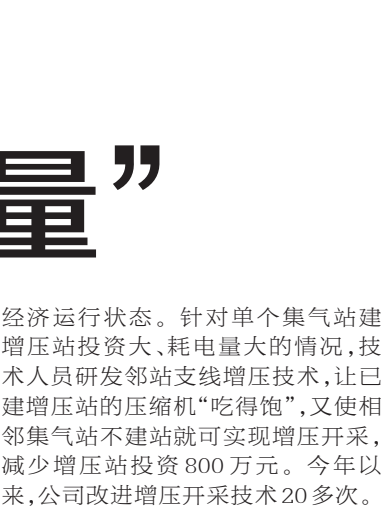 量”
经济运行状态。针对单个集气站建
增压站投资大、耗电量大的情况,技
术人员研发邻站支线增压技术,让已
建增压站的压缩机“吃得饱”,又使相
邻集气站不建站就可实现增压开采,
减少增压站投资800万元。今年以
来,公司改进增压开采技术20多次。